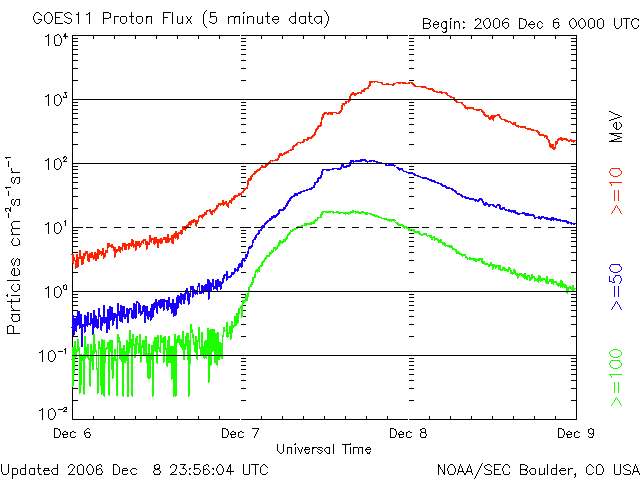 GOES11 Proton Flux (5 minute data)
Begin: 2006 Dec 6 0000 UTC
Particles cm⁻²s⁻¹sr⁻¹
10⁴
10³
10²
10¹
10⁰
10⁻¹
10⁻²
MeV
>=10
>=50
>=100
Dec 6 Dec 7 Dec 8 Dec 9
Universal Time
Updated 2006 Dec 8 23:56:04 UTC
NOAA/SEC Boulder, CO USA